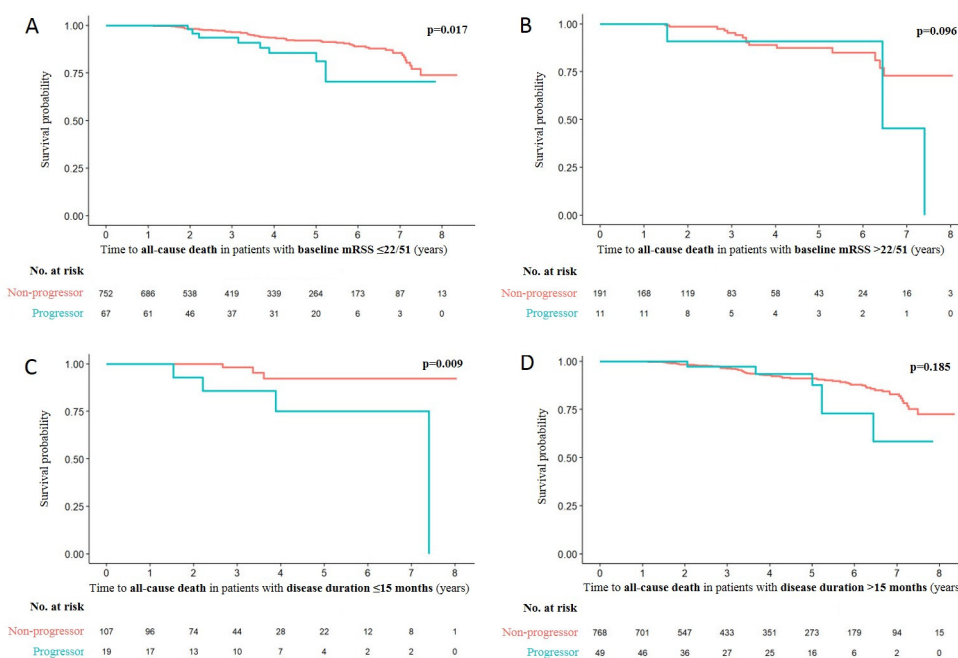 A
p=0.017
Survival probability
1.00
0.75
0.50
0.25
0.00
0 1 2 3 4 5 6 7 8
Time to all-cause death in patients with baseline mRSS ≤22/51 (years)
No. at risk
Non-progressor 752 686 538 419 339 264 173 87 13
Progressor 67 61 46 37 31 20 6 3 0
B
p=0.096
Survival probability
1.00
0.75
0.50
0.25
0.00
0 1 2 3 4 5 6 7 8
Time to all-cause death in patients with baseline mRSS >22/51 (years)
No. at risk
Non-progressor 191 168 119 83 58 43 24 16 3
Progressor 11 11 8 5 4 3 2 1 0
C
p=0.009
Survival probability
1.00
0.75
0.50
0.25
0.00
0 1 2 3 4 5 6 7 8
Time to all-cause death in patients with disease duration ≤15 months (years)
No. at risk
Non-progressor 107 96 74 44 28 22 12 8 1
Progressor 19 17 13 10 7 4 2 2 0
D
p=0.185
Survival probability
1.00
0.75
0.50
0.25
0.00
0 1 2 3 4 5 6 7 8
Time to all-cause death in patients with disease duration >15 months (years)
No. at risk
Non-progressor 768 701 547 433 351 273 179 94 15
Progressor 49 46 36 27 25 16 6 2 0